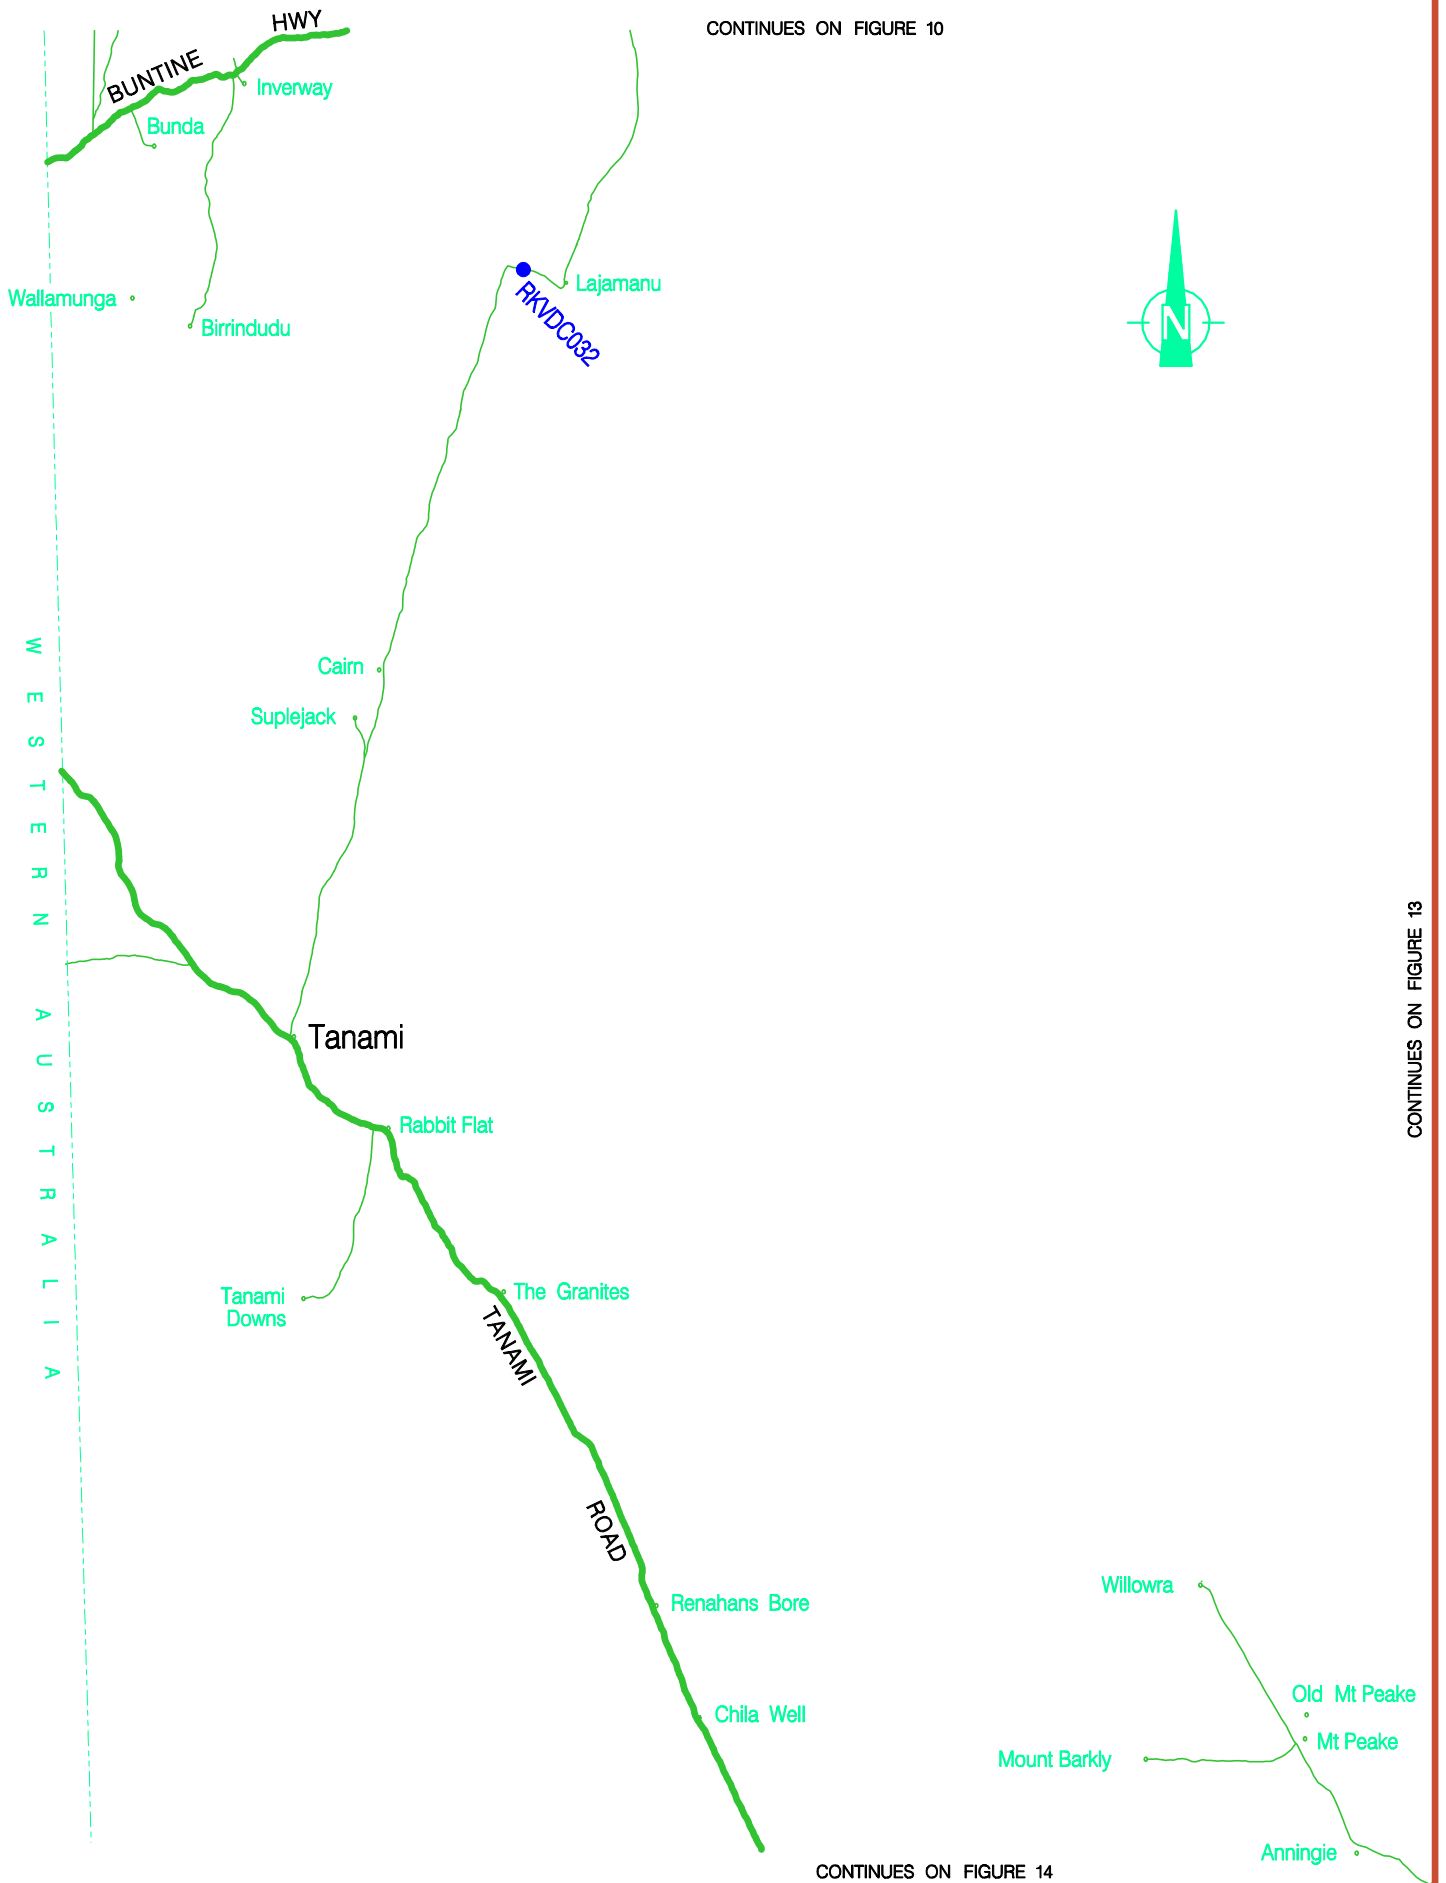 CONTINUES ON FIGURE 10
BUNTINE HWY
Inverway
Bunda
N
Lajamanu
Wallamunga
Birrindudu
RKVDC032
WESTERN AUSTRALIA
Cairn
Suplejack
CONTINUES ON FIGURE 13
Tanami
Rabbit Flat
Tanami
Downs
The Granites
TANAMI ROAD
Willowra
Renahans Bore
Old Mt Peake
Chila Well
Mt Peake
Mount Barkly
Anningie
CONTINUES ON FIGURE 14